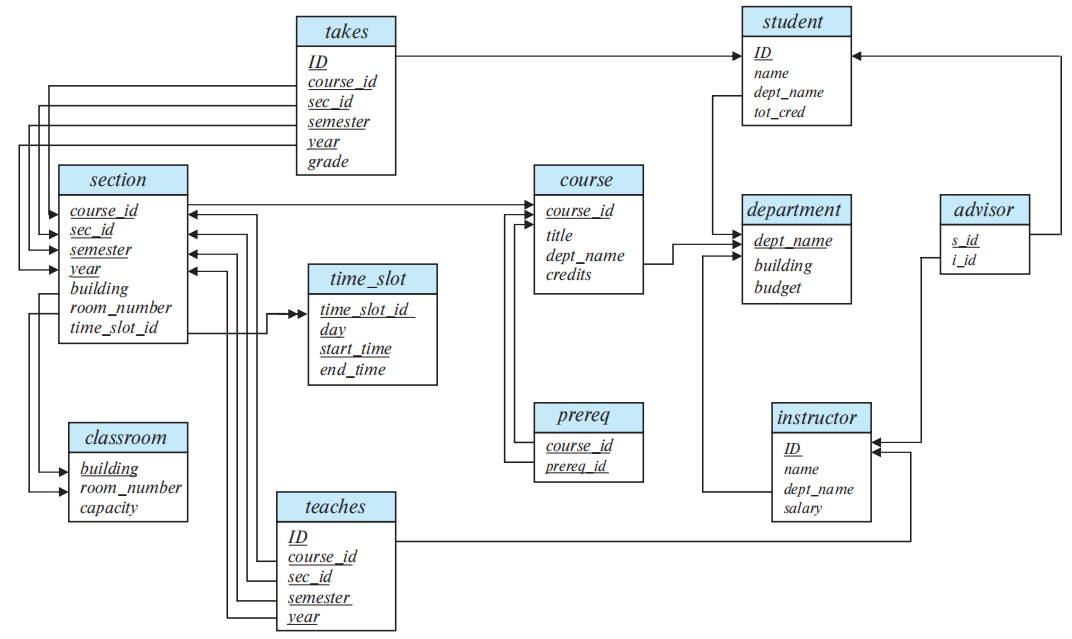 takes
ID
course_id
sec_id
semester
year
grade
student
ID
name
dept_name
tot_cred
section
course_id
sec_id
semester
year
building
room_number
time_slot_id
course
course_id
title
dept_name
credits
department
dept_name
building
budget
advisor
s_id
i_id
time_slot
time_slot_id
day
start_time
end_time
classroom
building
room_number
capacity
prereq
course_id
prereq_id
instructor
ID
name
dept_name
salary
teaches
ID
course_id
sec_id
semester
year